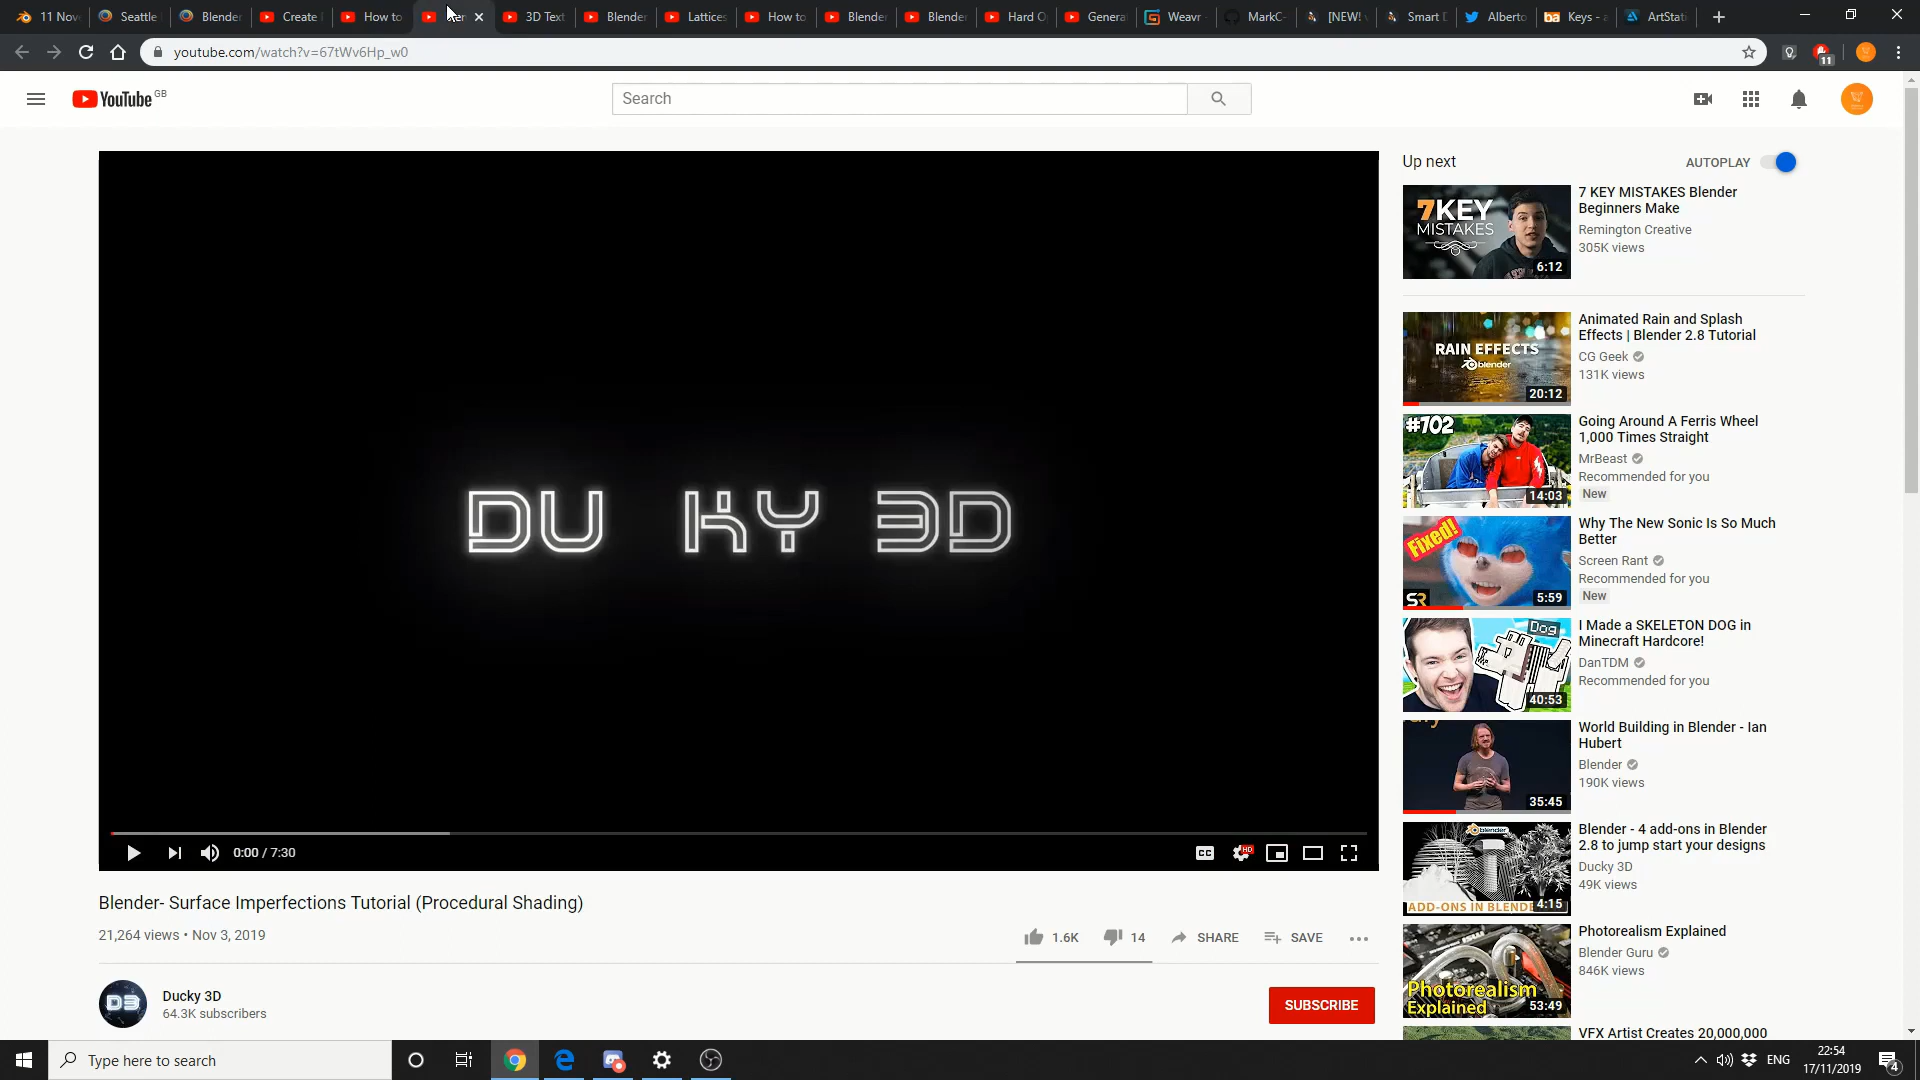 11 Nov
Seattle
Blender
Create
How to
3D Text
Blender
Lattices
How to
Blender
Blender
Hard O
General
Weavr
MarkC-
[NEW!
Smart
Alberto
Keys - a
ArtStat
youtube.com/watch?v=67tWv6Hp_w0
11
YouTube GB
Search
DU KY 3D
0:00 / 7:30
CC
HD
Blender- Surface Imperfections Tutorial (Procedural Shading)
21,264 views • Nov 3, 2019
1.6K
14
SHARE
SAVE
D3
Ducky 3D
64.3K subscribers
SUBSCRIBE
Up next
AUTOPLAY
7 KEY
MISTAKES
6:12
7 KEY MISTAKES Blender
Beginners Make
Remington Creative
305K views
RAIN EFFECTS
blender
20:12
Animated Rain and Splash
Effects | Blender 2.8 Tutorial
CG Geek
131K views
#702
14:03
Going Around A Ferris Wheel
1,000 Times Straight
MrBeast
Recommended for you
New
Fixed!
SR
5:59
Why The New Sonic Is So Much
Better
Screen Rant
Recommended for you
New
Dog
40:53
I Made a SKELETON DOG in
Minecraft Hardcore!
DanTDM
Recommended for you
35:45
World Building in Blender - Ian
Hubert
Blender
190K views
blender
ADD-ONS IN BLENDE
4:15
Blender - 4 add-ons in Blender
2.8 to jump start your designs
Ducky 3D
49K views
Photorealism
Explained
53:49
Photorealism Explained
Blender Guru
846K views
VFX Artist Creates 20,000,000
Type here to search
ENG
22:54
17/11/2019
4